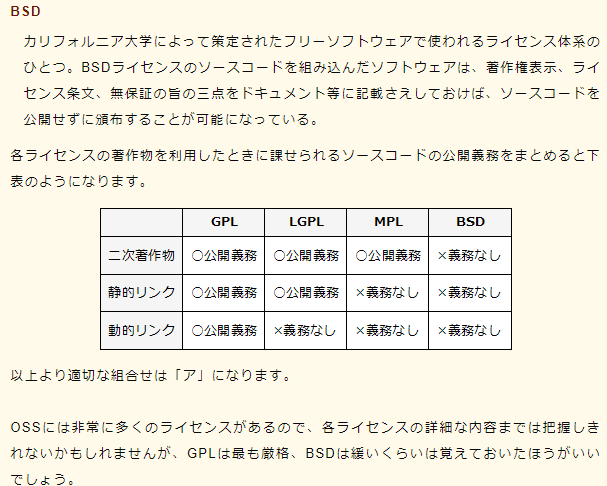 BSD
カリフォルニア大学によって策定されたフリーソフトウェアで使われるライセンス体系の
ひとつ。BSDライセンスのソースコードを組み込んだソフトウェアは、著作権表示、ライ
センス条文、無保証の旨の三点をドキュメント等に記載さえしておけば、ソースコードを
公開せずに頒布することが可能になっている。
各ライセンスの著作物を利用したときに課せられるソースコードの公開義務をまとめると下
表のようになります。
GPL LGPL MPL BSD
二次著作物 ○公開義務 ○公開義務 ○公開義務 ×義務なし
静的リンク ○公開義務 ○公開義務 ×義務なし ×義務なし
動的リンク ○公開義務 ×義務なし ×義務なし ×義務なし
以上より適切な組合せは「ア」になります。
OSSには非常に多くのライセンスがあるので、各ライセンスの詳細な内容までは把握しき
れないかもしれませんが、GPLは最も厳格、BSDは緩いくらいは覚えておいたほうがいい
でしょう。